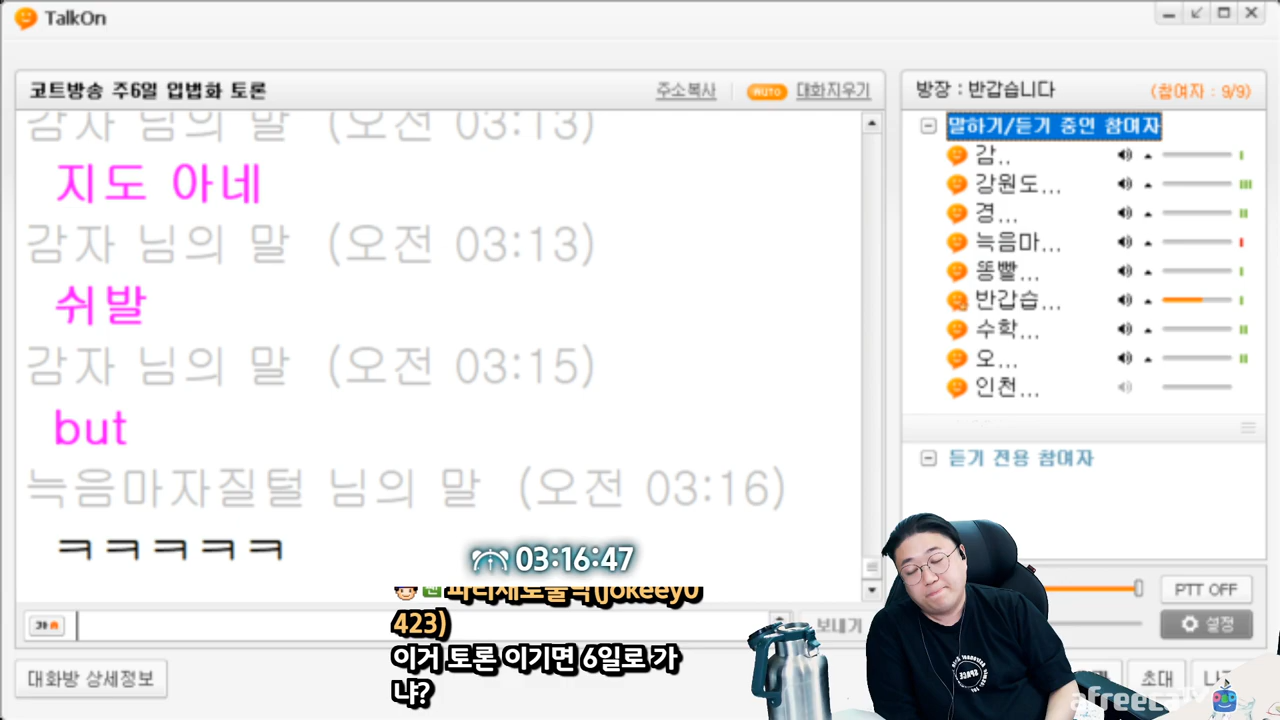 TalkOn
코트방송 주6일 입법화 토론
주소복사
AUTO
대화지우기
감자 님의 말 (오전 03:13)
지도 아네
감자 님의 말 (오전 03:13)
쉬발
감자 님의 말 (오전 03:15)
but
늑음마자질털 님의 말 (오전 03:16)
ㅋㅋㅋㅋㅋ
가
보내기
대화방 상세정보
방장 : 반갑습니다
(참여자 : 9/9)
말하기/듣기 중인 참여자
감..
강원도...
경...
늑음마...
똥빨...
반갑습...
수학...
오...
인천...
듣기 전용 참여자
PTT OFF
설정
초대
03:16:47
423)
이거 토론 이기면 6일로 가
냐?
SPACE